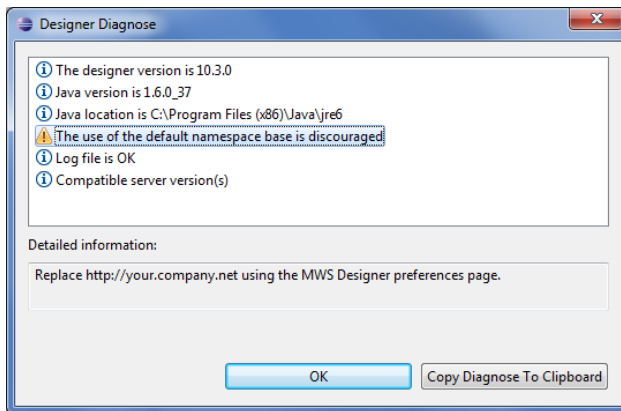 Designer Diagnose
The designer version is 10.3.0
Java version is 1.6.0_37
Java location is C:\Program Files (x86)\Java\jre6
The use of the default namespace base is discouraged
Log file is OK
Compatible server version(s)
Detailed information:
Replace http://your.company.net using the MWS Designer preferences page.
OK
Copy Diagnose To Clipboard